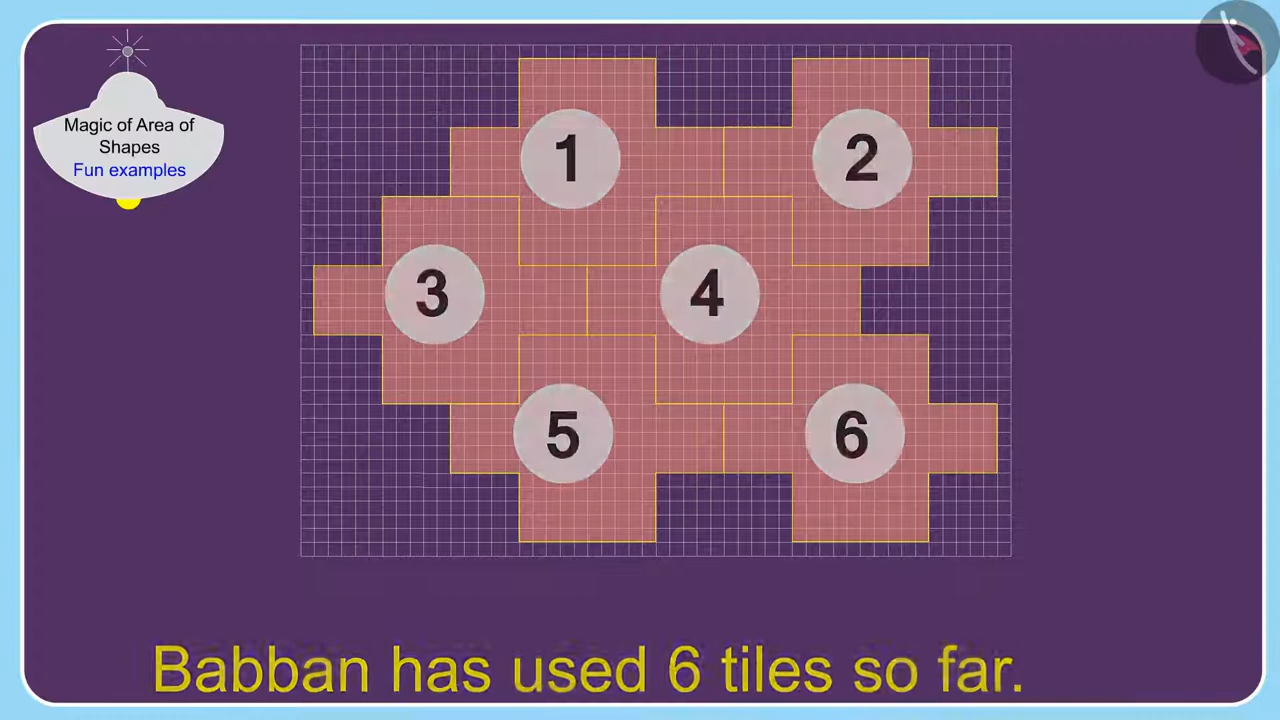 Magic of Area of
Shapes
Fun examples
1
2
3
4
5
6
Babban has used 6 tiles so far.